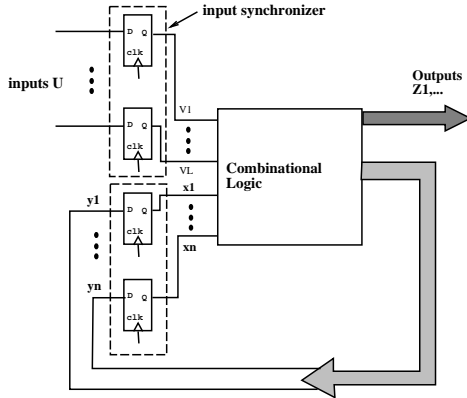 input synchronizer
D Q
clk
inputs U
Outputs
Z1,...
V1
D Q
clk
VL
Combinational
Logic
x1
y1
D Q
clk
xn
yn
D Q
clk